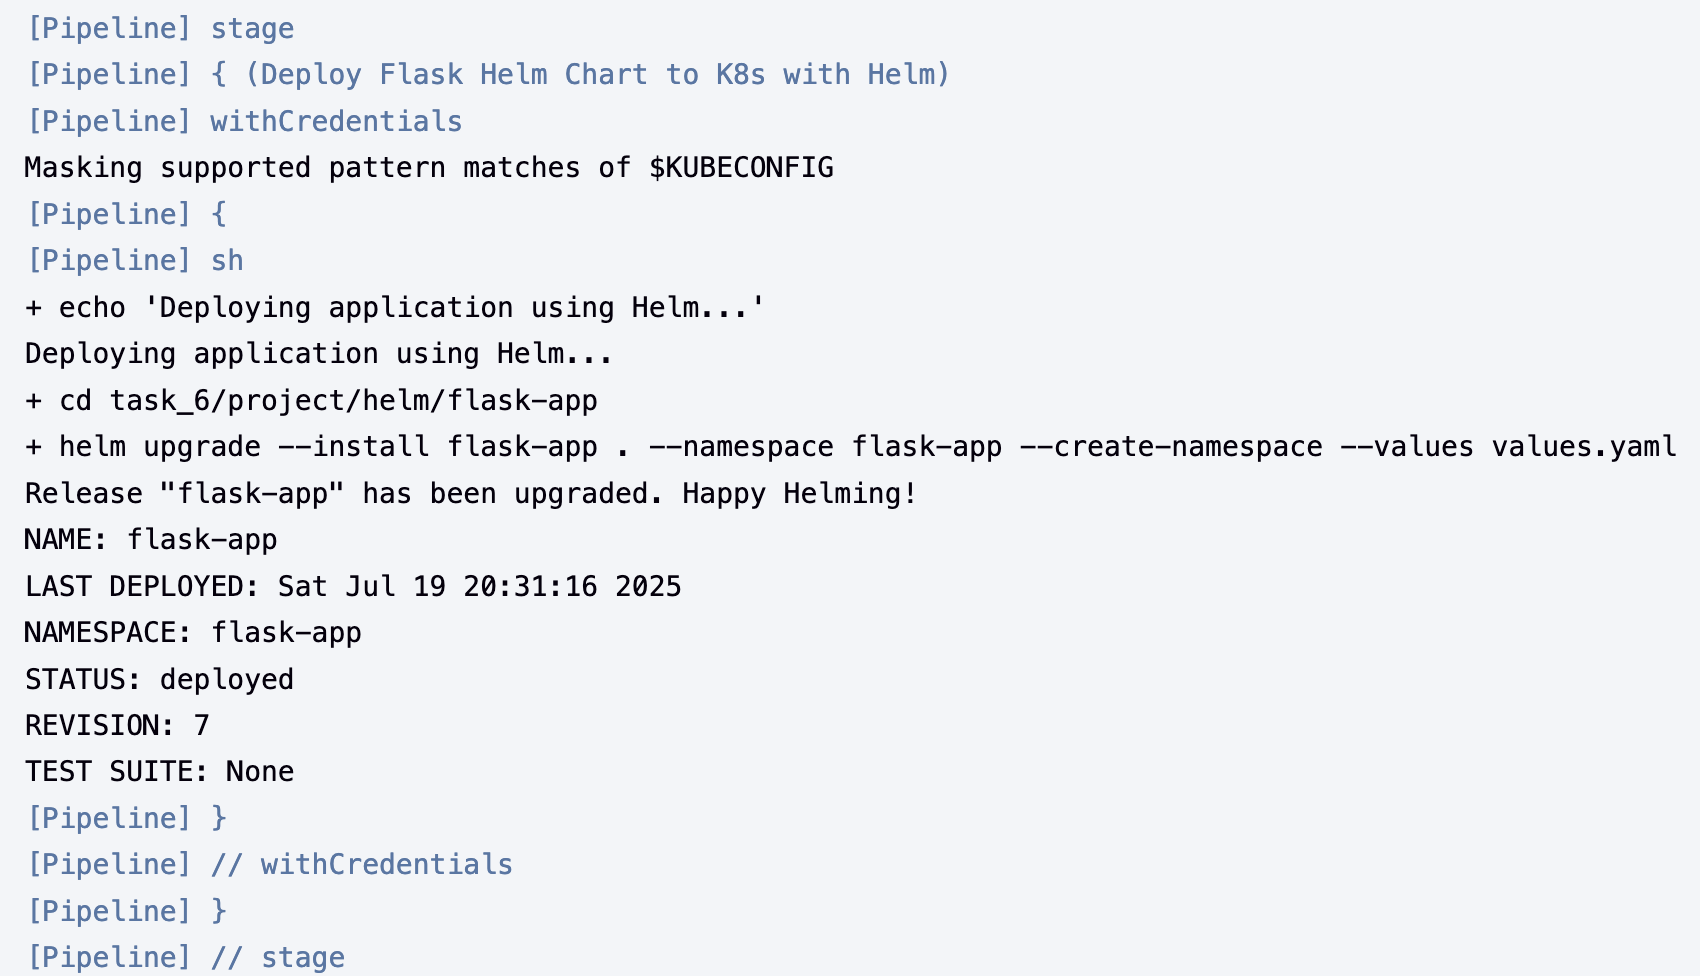 [Pipeline] stage
[Pipeline] { (Deploy Flask Helm Chart to K8s with Helm)
[Pipeline] withCredentials
Masking supported pattern matches of $KUBECONFIG
[Pipeline] {
[Pipeline] sh
+ echo 'Deploying application using Helm...'
Deploying application using Helm...
+ cd task_6/project/helm/flask-app
+ helm upgrade --install flask-app . --namespace flask-app --create-namespace --values values.yaml
Release "flask-app" has been upgraded. Happy Helming!
NAME: flask-app
LAST DEPLOYED: Sat Jul 19 20:31:16 2025
NAMESPACE: flask-app
STATUS: deployed
REVISION: 7
TEST SUITE: None
[Pipeline] }
[Pipeline] // withCredentials
[Pipeline] }
[Pipeline] // stage